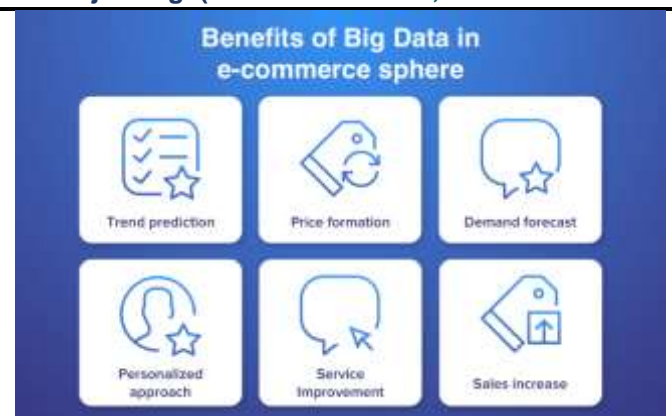 Benefits of Big Data in
e-commerce sphere
Trend prediction
Price formation
Demand forecast
Personalized
approach
Service
Improvement
Sales increase